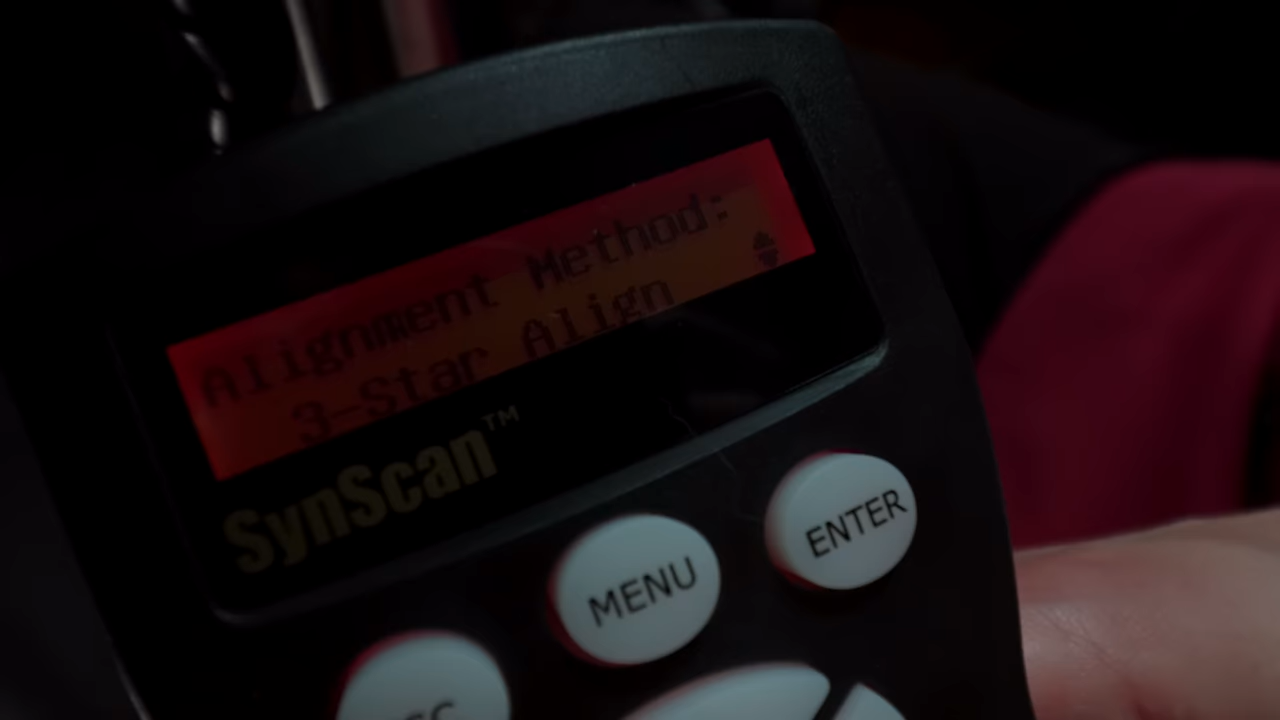 Alignment Method:
3-Star Align
SynScan™
MENU
ENTER